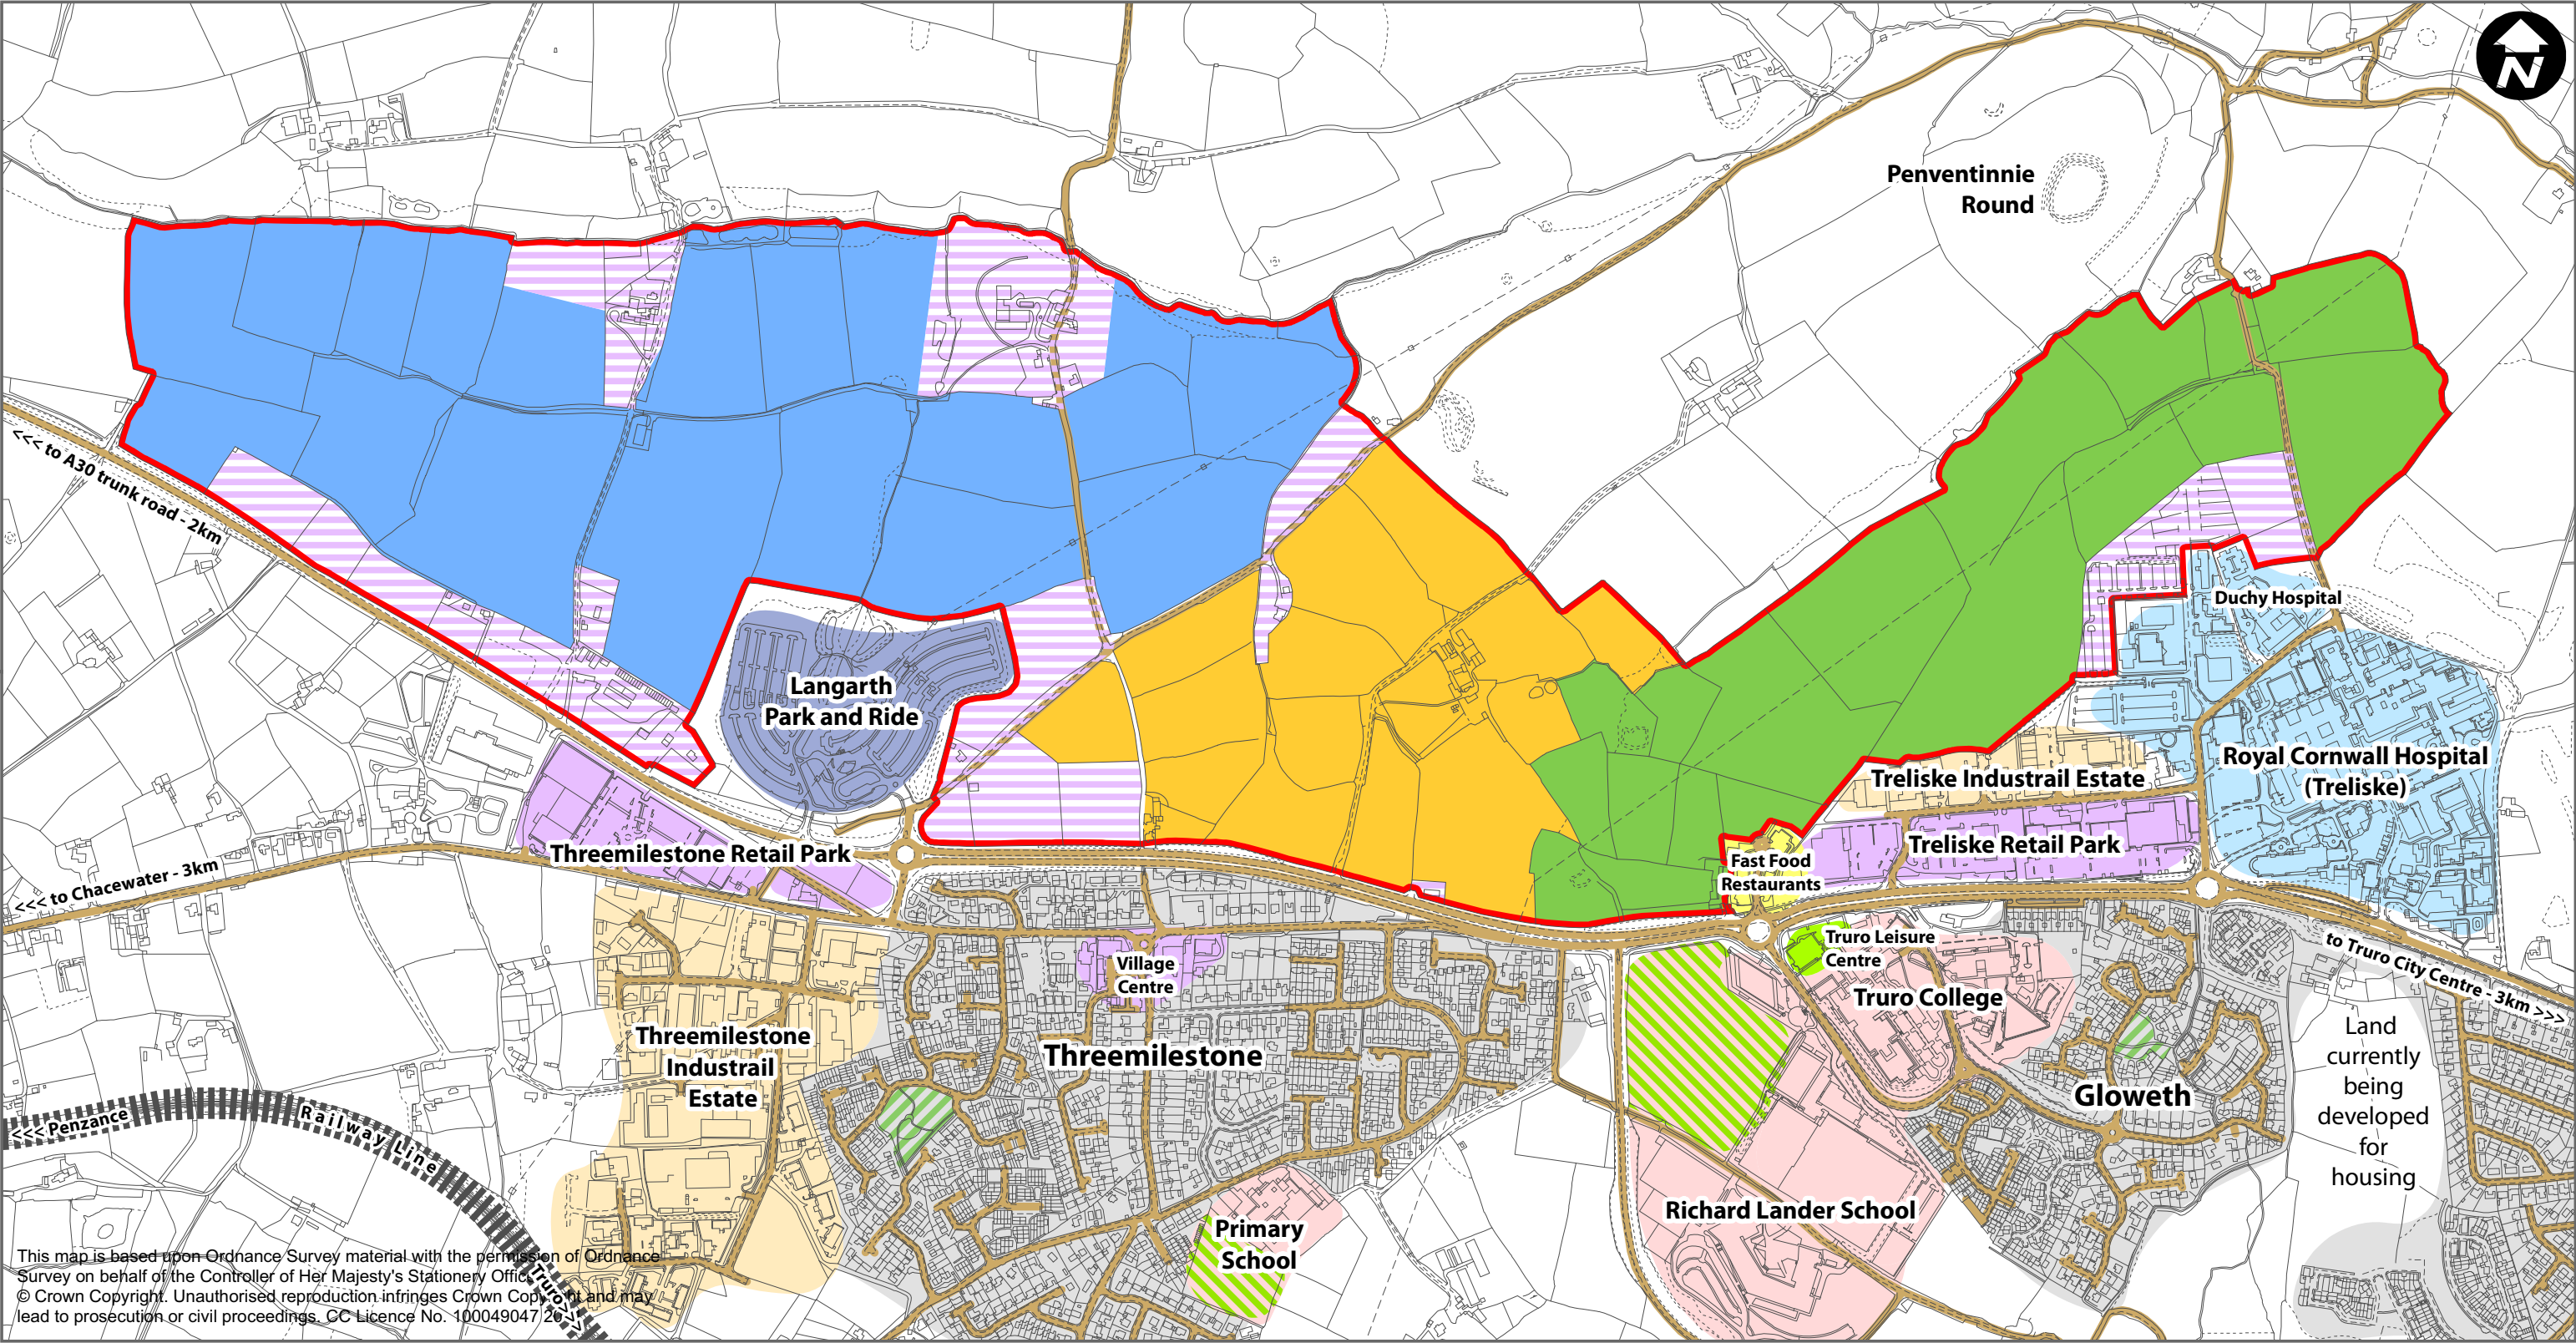 N
Penventinnie
Round
<<< to A30 trunk road - 2km
Duchy Hospital
Langarth
Park and Ride
Royal Cornwall Hospital
(Treliske)
Treliske Industrail Estate
Treliske Retail Park
Threemilestone Retail Park
Fast Food
Restaurants
<<< to Chacewater - 3km
Truro Leisure
Centre
to Truro City Centre - 3km >>>
Village
Centre
Truro College
Threemilestone
Industrail
Estate
Threemilestone
Gloweth
Land
currently
being
developed
for
housing
<<< Penzance
Railway Line
Truro>>
Richard Lander School
Primary
School
This map is based upon Ordnance Survey material with the permission of Ordnance
Survey on behalf of the Controller of Her Majesty's Stationery Office
© Crown Copyright. Unauthorised reproduction infringes Crown Copyright and may
lead to prosecution or civil proceedings. CC Licence No. 100049047